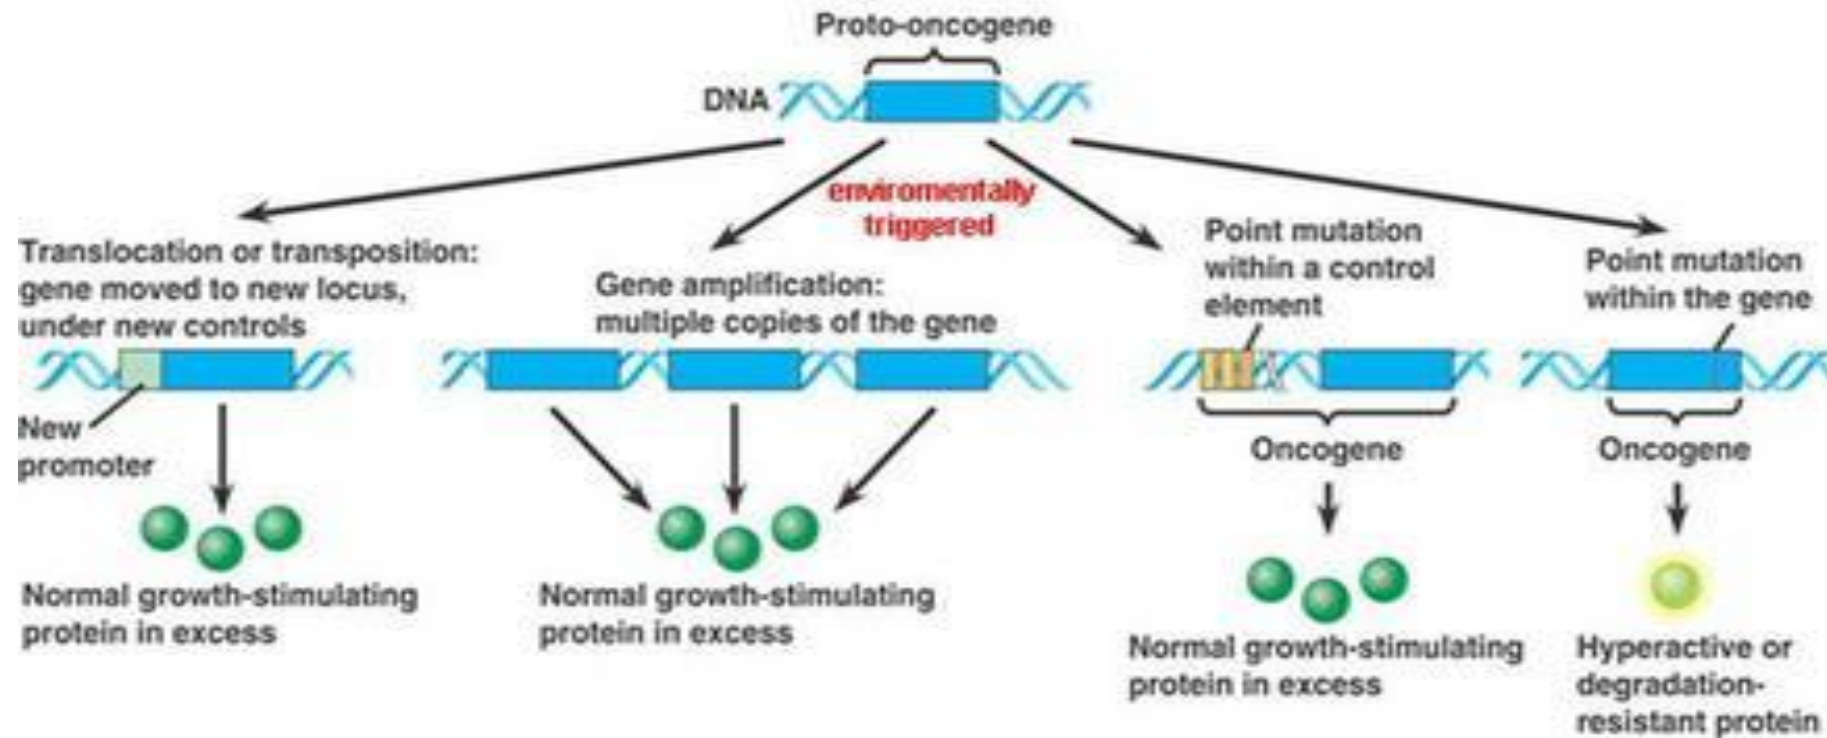 Proto-oncogene
DNA
enviromentally
triggered
Translocation or transposition:
gene moved to new locus,
under new controls
Gene amplification:
multiple copies of the gene
Point mutation
within a control
element
Point mutation
within the gene
New
promoter
Oncogene
Oncogene
Normal growth-stimulating
protein in excess
Normal growth-stimulating
protein in excess
Normal growth-stimulating
protein in excess
Hyperactive or
degradation-
resistant protein